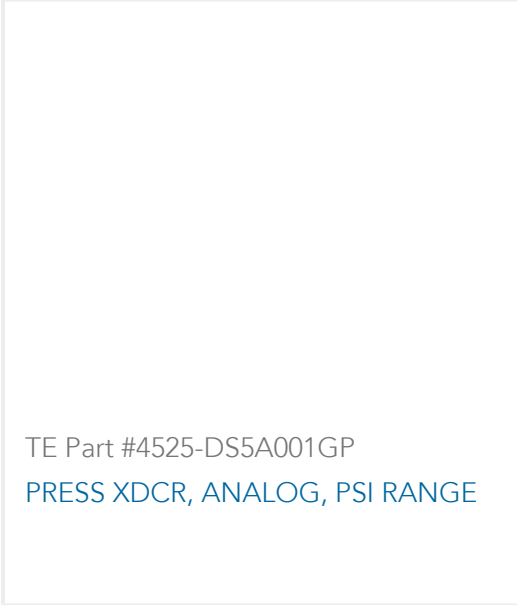 TE Part #4525-DS5A001GP
PRESS XDCR, ANALOG, PSI RANGE